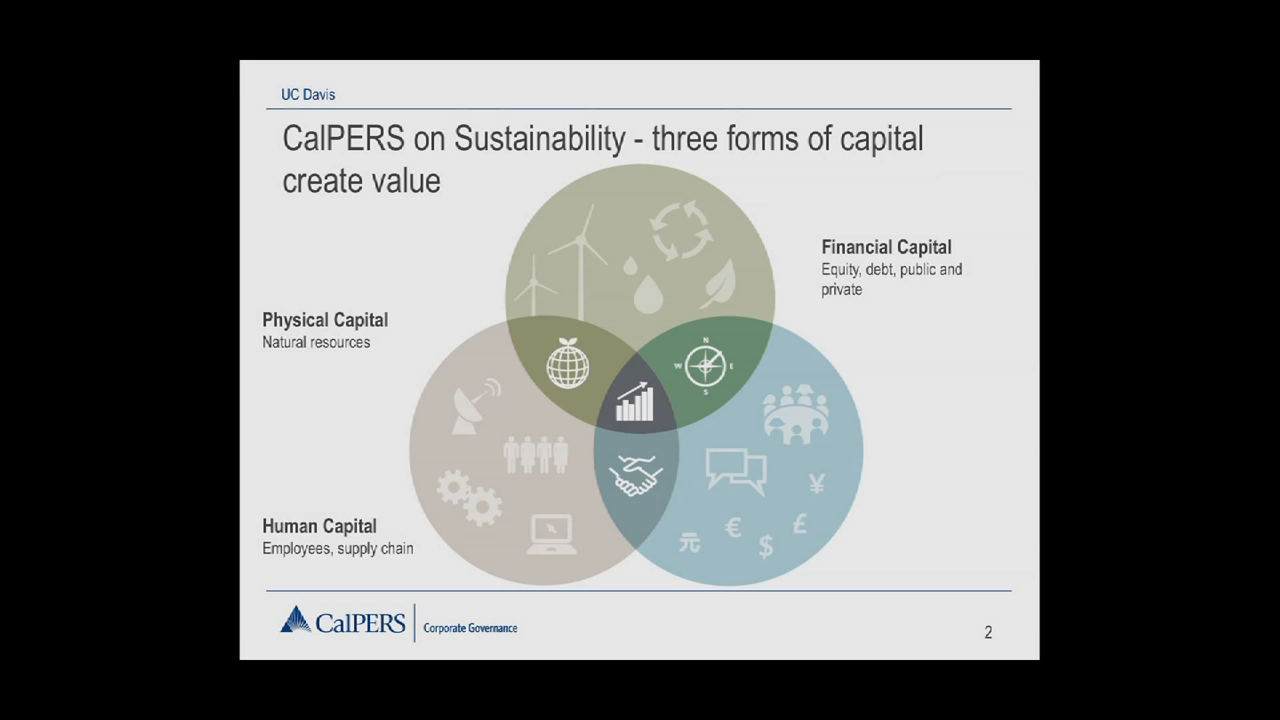 UC Davis
CalPERS on Sustainability - three forms of capital
create value
Financial Capital
Equity, debt, public and
private
Physical Capital
Natural resources
N
W E
S
¥
€ £
元 $
Human Capital
Employees, supply chain
CalPERS Corporate Governance
2